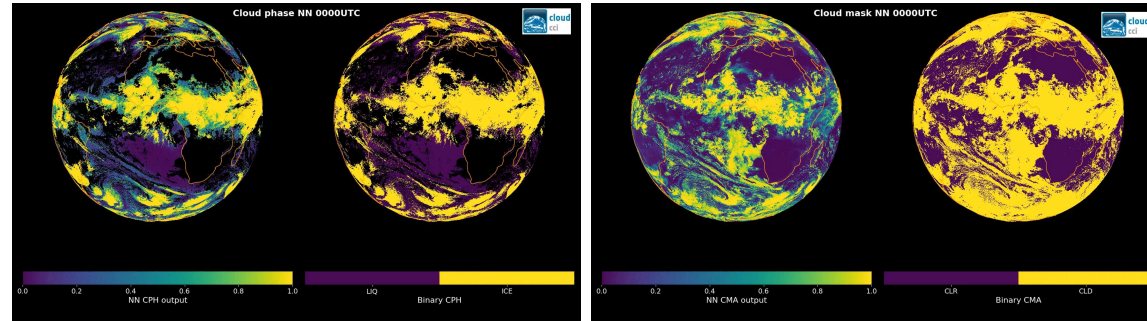 Cloud phase NN 0000UTC
cloud
cci
0.0 0.2 0.4 0.6 0.8 1.0
NN CPH output
LIQ ICE
Binary CPH
Cloud mask NN 0000UTC
cloud
cci
0.0 0.2 0.4 0.6 0.8 1.0
NN CMA output
CLR CLD
Binary CMA